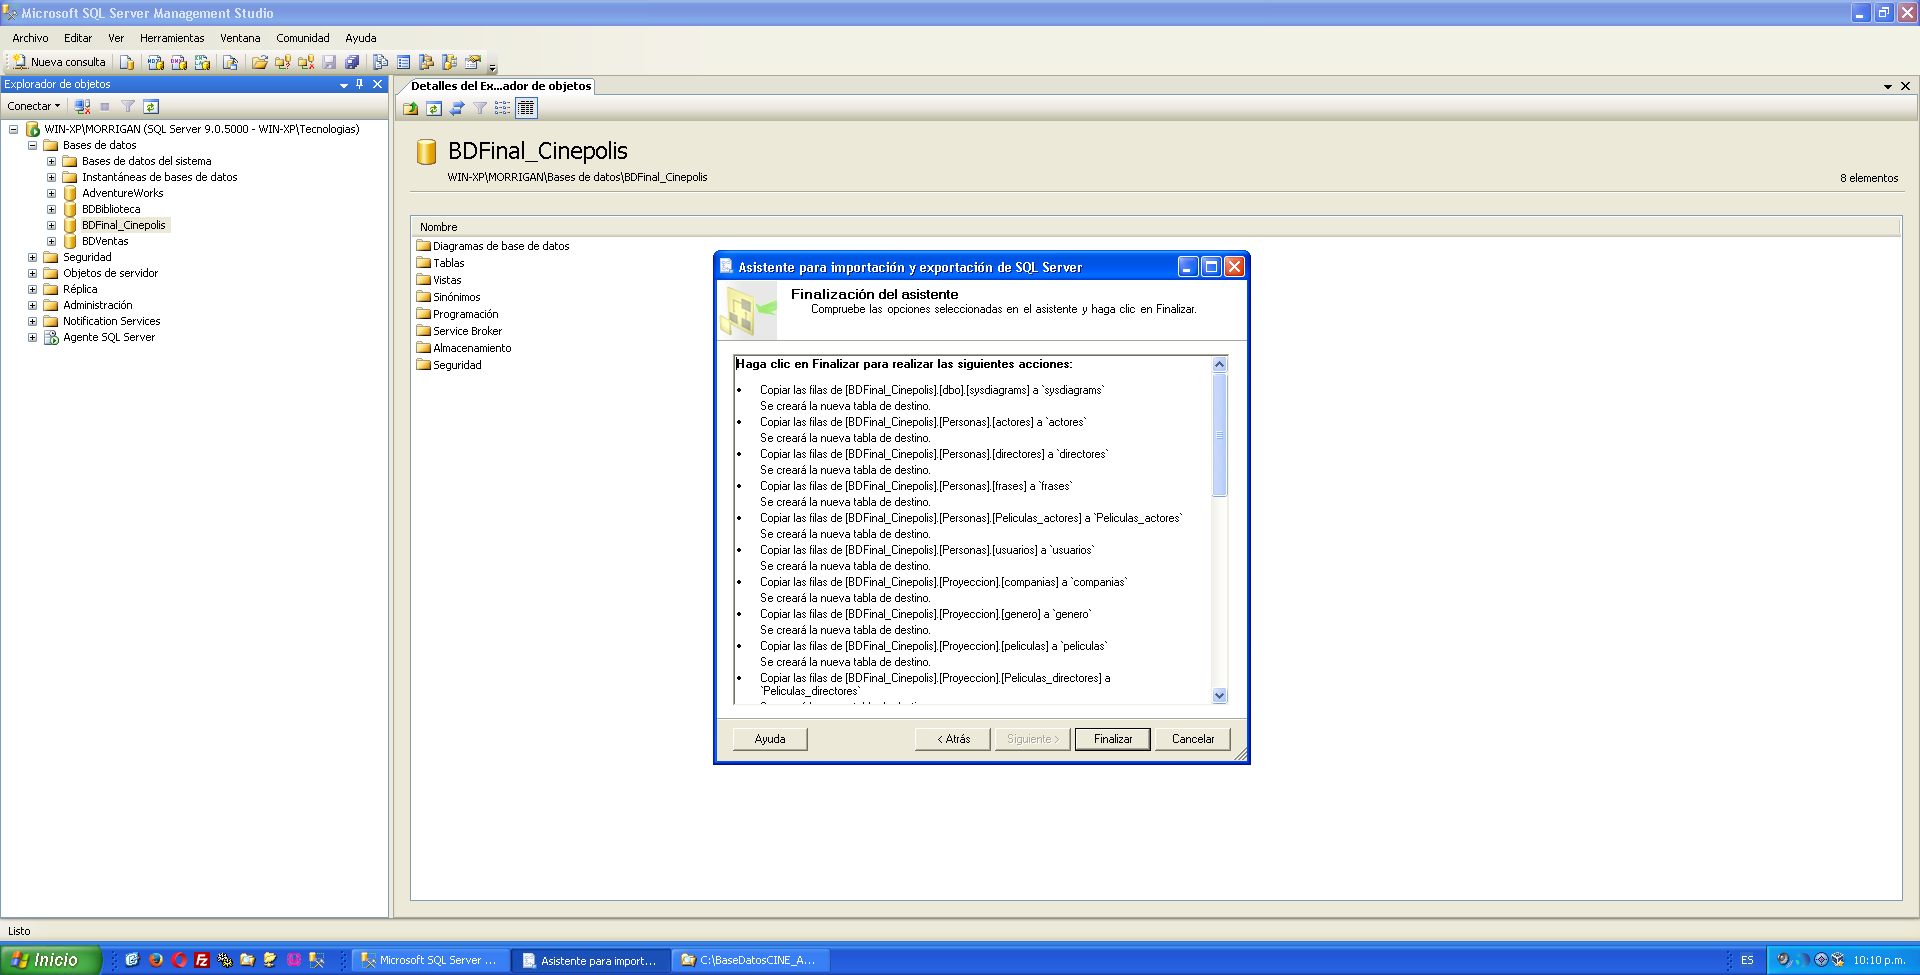 Microsoft SQL Server Management Studio
Archivo Editar Ver Herramientas Ventana Comunidad Ayuda
Nueva consulta
Explorador de objetos
Conectar
WIN-XP\MORRIGAN (SQL Server 9.0.5000 - WIN-XP\Tecnologias)
Bases de datos
Bases de datos del sistema
Instantáneas de bases de datos
AdventureWorks
BDBiblioteca
BDFinal_Cinepolis
BDVentas
Seguridad
Objetos de servidor
Réplica
Administración
Notification Services
Agente SQL Server
Detalles del Ex...ador de objetos
BDFinal_Cinepolis
WIN-XP\MORRIGAN\Bases de datos\BDFinal_Cinepolis
8 elementos
Nombre
Diagramas de base de datos
Tablas
Vistas
Sinónimos
Programación
Service Broker
Almacenamiento
Seguridad
Asistente para importación y exportación de SQL Server
Finalización del asistente
Compruebe las opciones seleccionadas en el asistente y haga clic en Finalizar.
Haga clic en Finalizar para realizar las siguientes acciones:
• Copiar las filas de [BDFinal_Cinepolis].[dbo].[sysdiagrams] a `sysdiagrams`
Se creará la nueva tabla de destino.
• Copiar las filas de [BDFinal_Cinepolis].[Personas].[actores] a `actores`
Se creará la nueva tabla de destino.
• Copiar las filas de [BDFinal_Cinepolis].[Personas].[directores] a `directores`
Se creará la nueva tabla de destino.
• Copiar las filas de [BDFinal_Cinepolis].[Personas].[frases] a `frases`
Se creará la nueva tabla de destino.
• Copiar las filas de [BDFinal_Cinepolis].[Personas].[Peliculas_actores] a `Peliculas_actores`
Se creará la nueva tabla de destino.
• Copiar las filas de [BDFinal_Cinepolis].[Personas].[usuarios] a `usuarios`
Se creará la nueva tabla de destino.
• Copiar las filas de [BDFinal_Cinepolis].[Proyeccion].[companias] a `companias`
Se creará la nueva tabla de destino.
• Copiar las filas de [BDFinal_Cinepolis].[Proyeccion].[genero] a `genero`
Se creará la nueva tabla de destino.
• Copiar las filas de [BDFinal_Cinepolis].[Proyeccion].[peliculas] a `peliculas`
Se creará la nueva tabla de destino.
• Copiar las filas de [BDFinal_Cinepolis].[Proyeccion].[Peliculas_directores] a
`Peliculas_directores`
Ayuda < Atrás Siguiente > Finalizar Cancelar
Listo
Inicio Microsoft SQL Server ... Asistente para import... C:\BaseDatosCINE_A... ES 10:10 p.m.